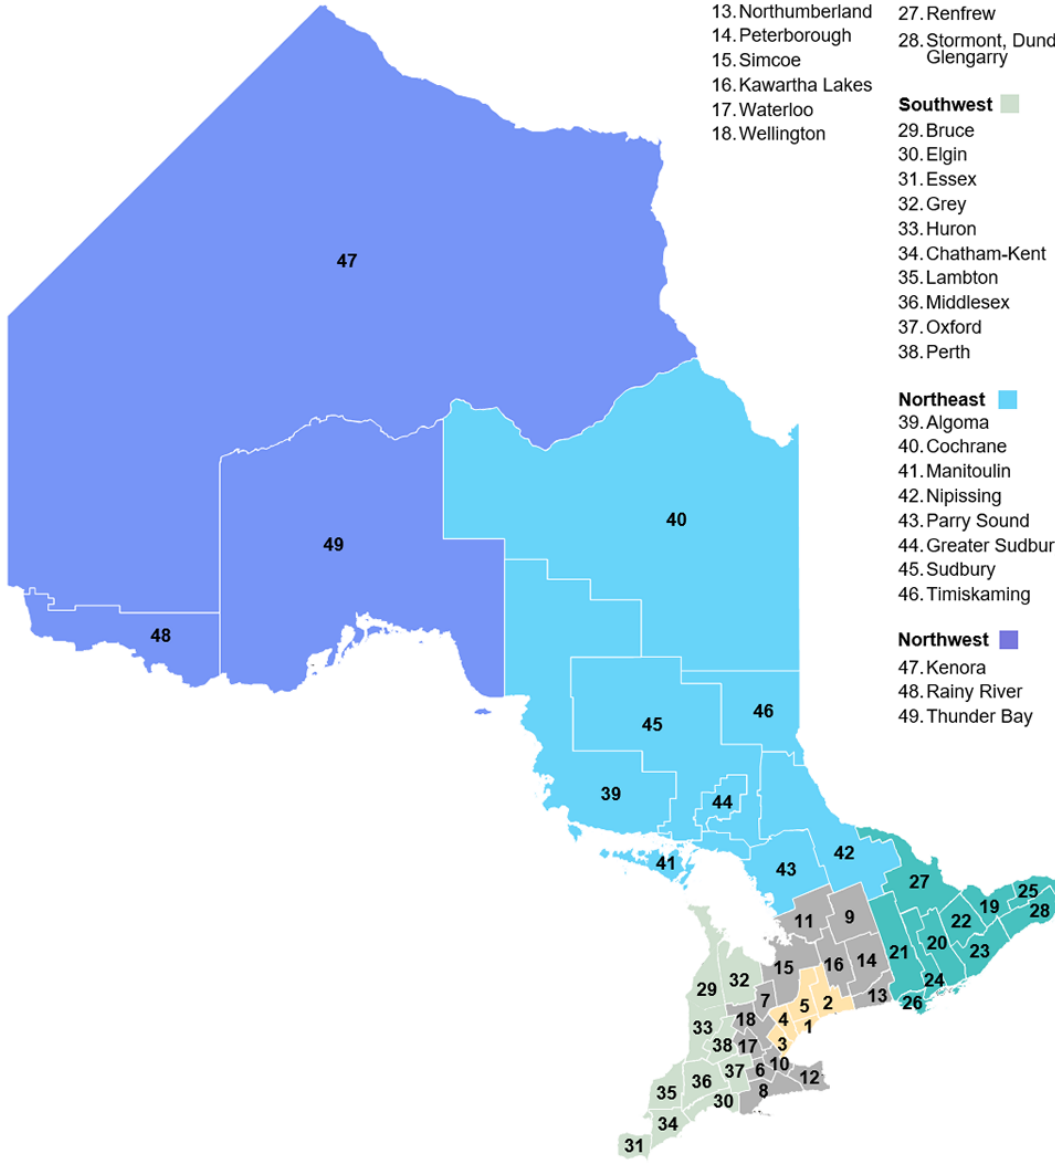 13. Northumberland
14. Peterborough
15. Simcoe
16. Kawartha Lakes
17. Waterloo
18. Wellington
27. Renfrew
28. Stormont, Dund
Glengarry
Southwest
29. Bruce
30. Elgin
31. Essex
32. Grey
33. Huron
34. Chatham-Kent
35. Lambton
36. Middlesex
37. Oxford
38. Perth
Northeast
39. Algoma
40. Cochrane
41. Manitoulin
42. Nipissing
43. Parry Sound
44. Greater Sudbur
45. Sudbury
46. Timiskaming
Northwest
47. Kenora
48. Rainy River
49. Thunder Bay
47
40
49
48
46
45
39
44
41
43
42
27
25
19
28
11
9
22
21
20
23
15
16
14
24
32
29
7
5
2
13
26
18
4
1
33
38
17
3
10
37
6
12
36
8
35
30
34
31